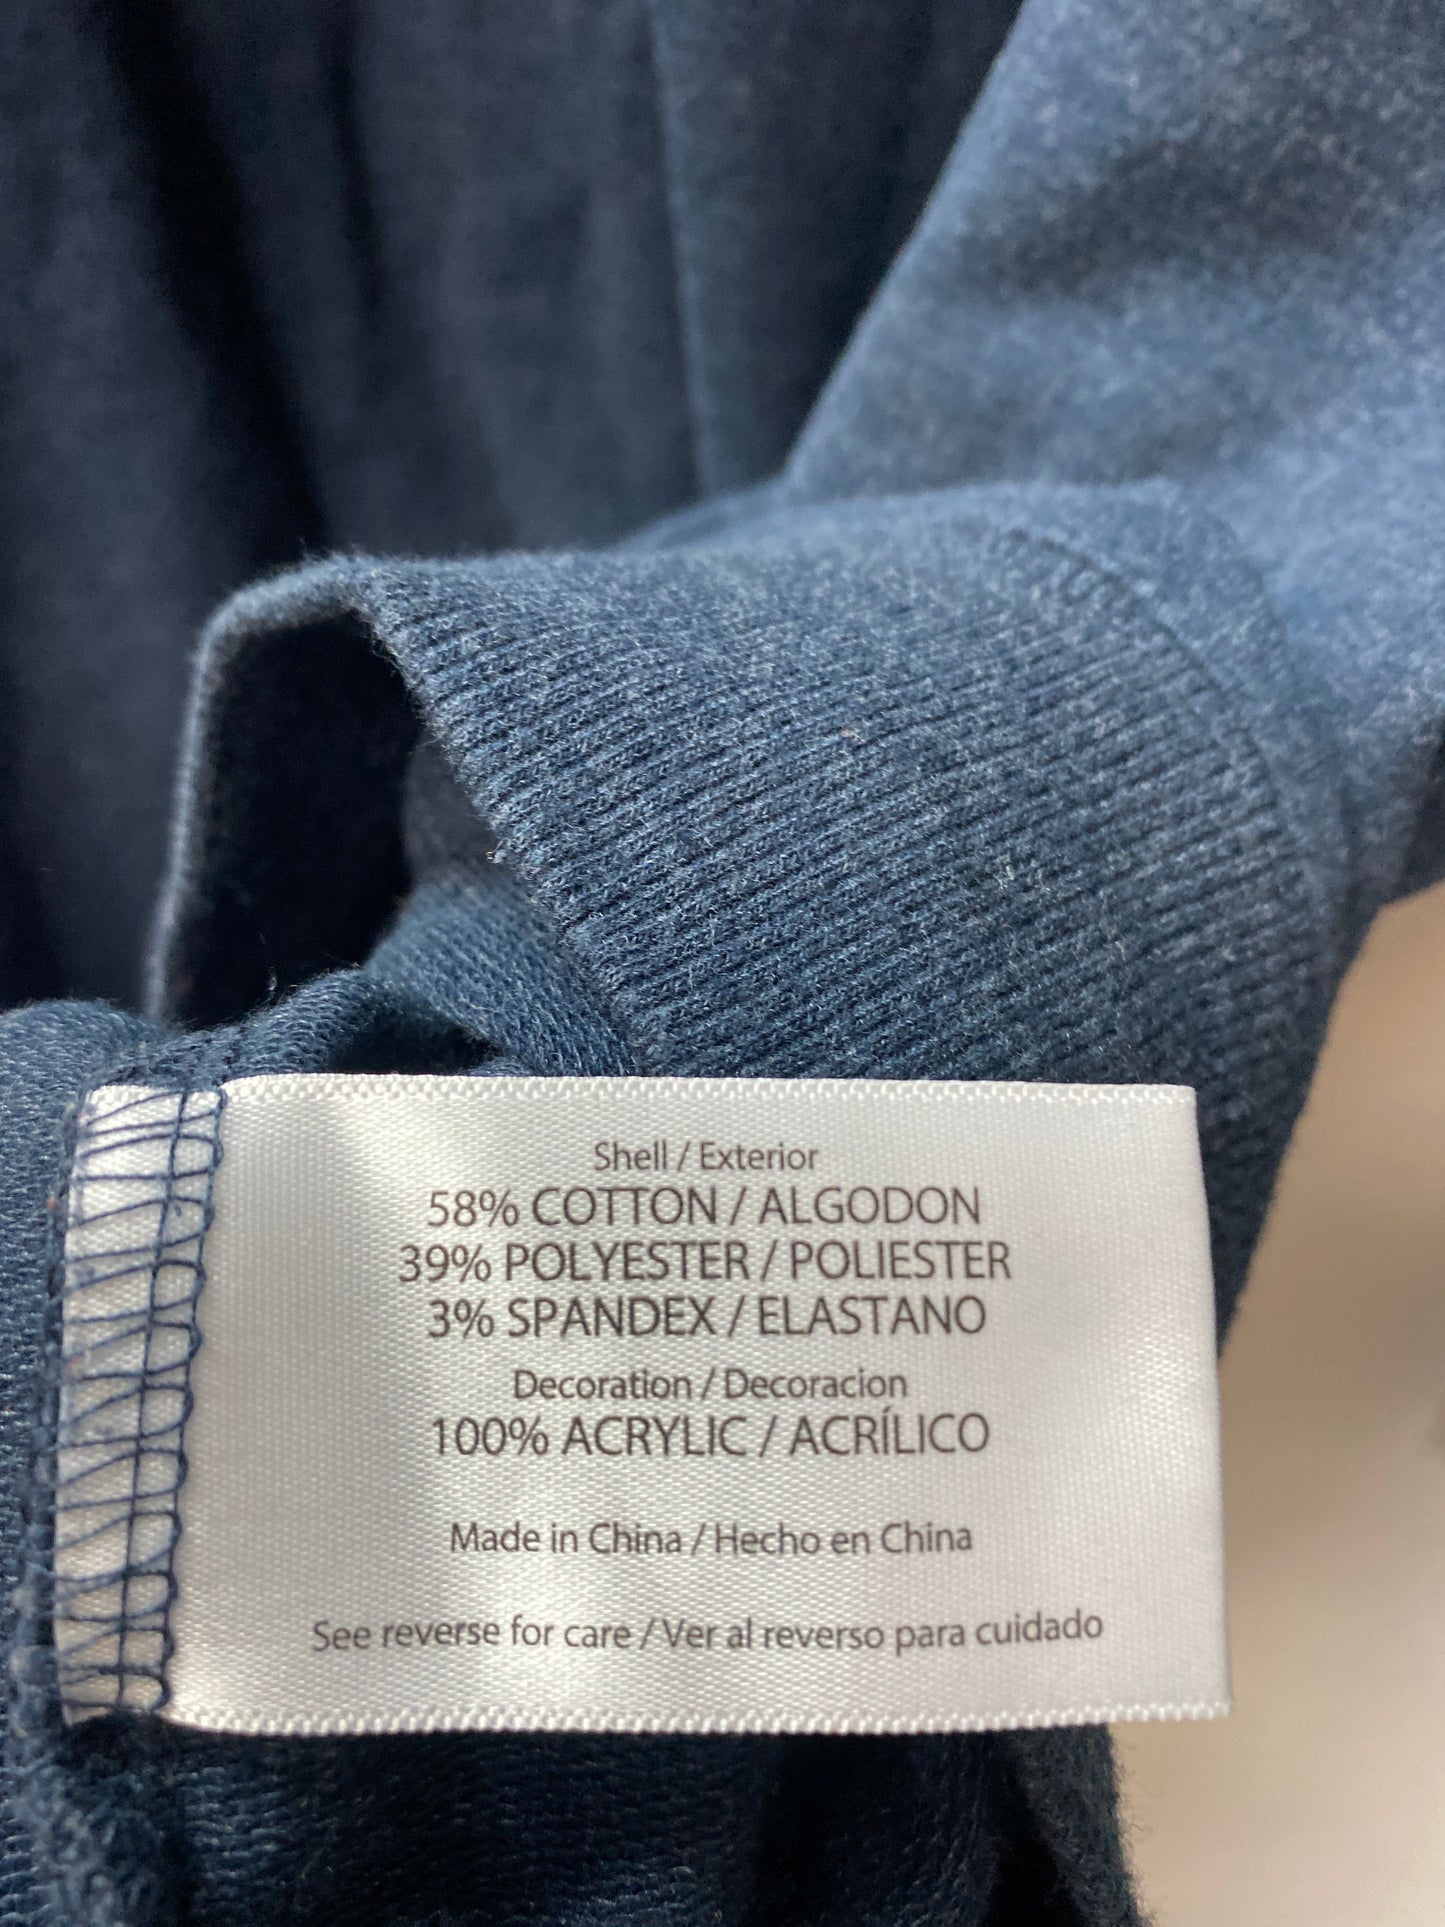 Shell / Exterior
58% COTTON / ALGODON
39% POLYESTER / POLIESTER
3% SPANDEX / ELASTANO
Decoration / Decoracion
100% ACRYLIC / ACRÍLICO
Made in China / Hecho en China
See reverse for care / Ver al reverso para cuidado